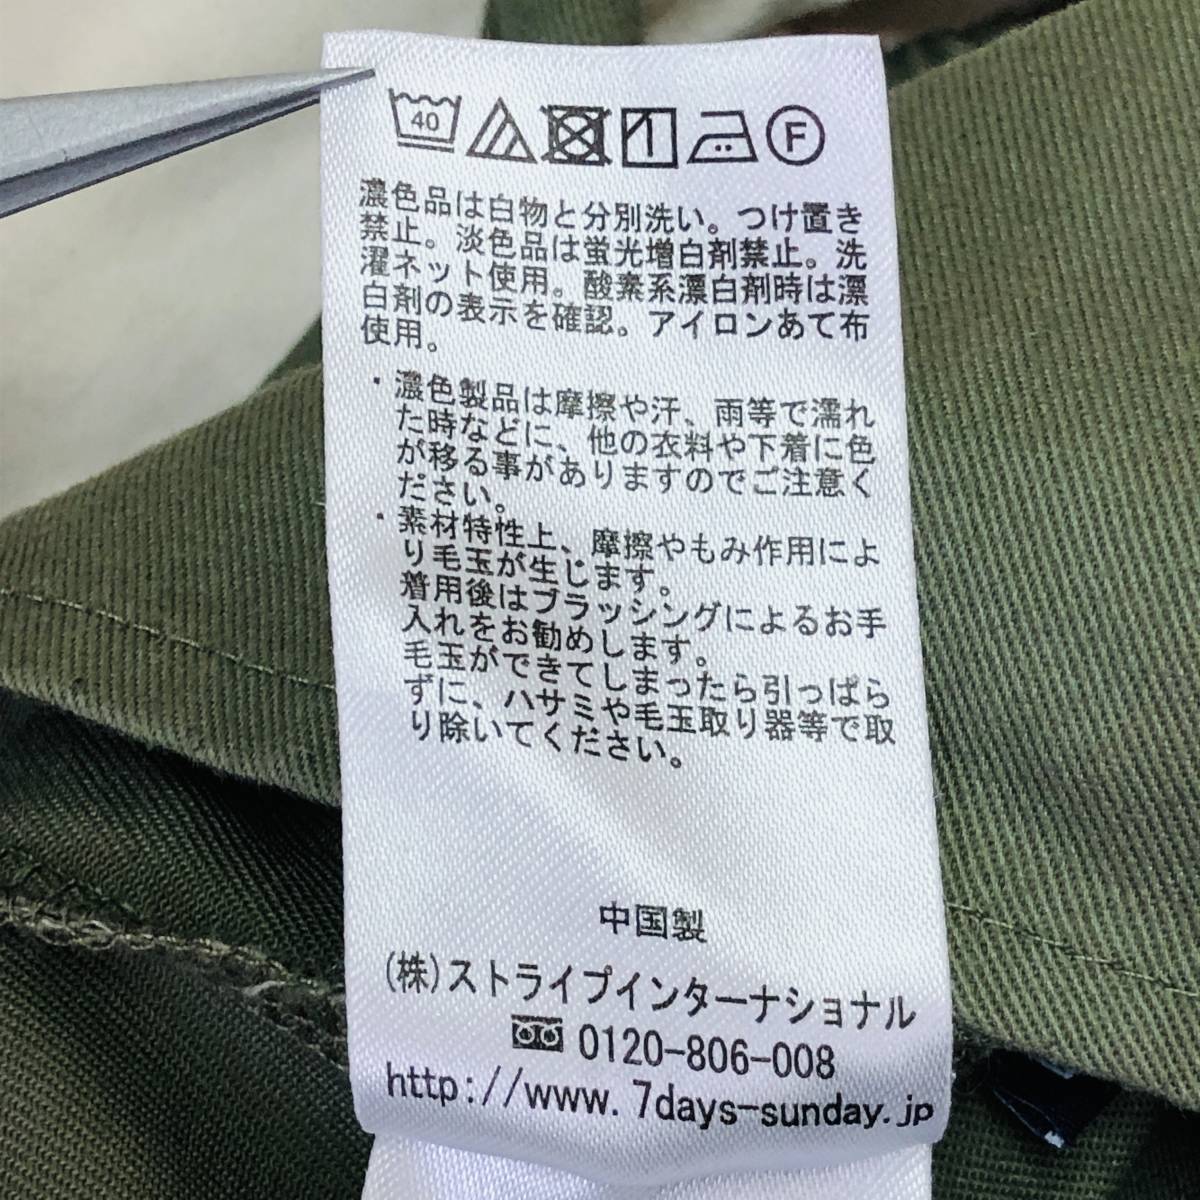 40 F
濃色品は白物と分別洗い。つけ置き
禁止。淡色品は蛍光増白剤禁止。洗
濯ネット使用。酸素系漂白剤時は漂
白剤の表示を確認。アイロンあて布
使用。
・濃色製品は摩擦や汗、雨等で濡れ
た時などに、他の衣料や下着に色
が移る事がありますのでご注意く
ださい。
・素材特性上、摩擦やもみ作用によ
り毛玉が生じます。
着用後はブラッシングによるお手
入れをお勧めします。
毛玉ができてしまったら引っぱら
ずに、ハサミや毛玉取り器等で取
り除いてください。
中国製
(株)ストライプインターナショナル
0120-806-008
http://www.7days-sunday.jp